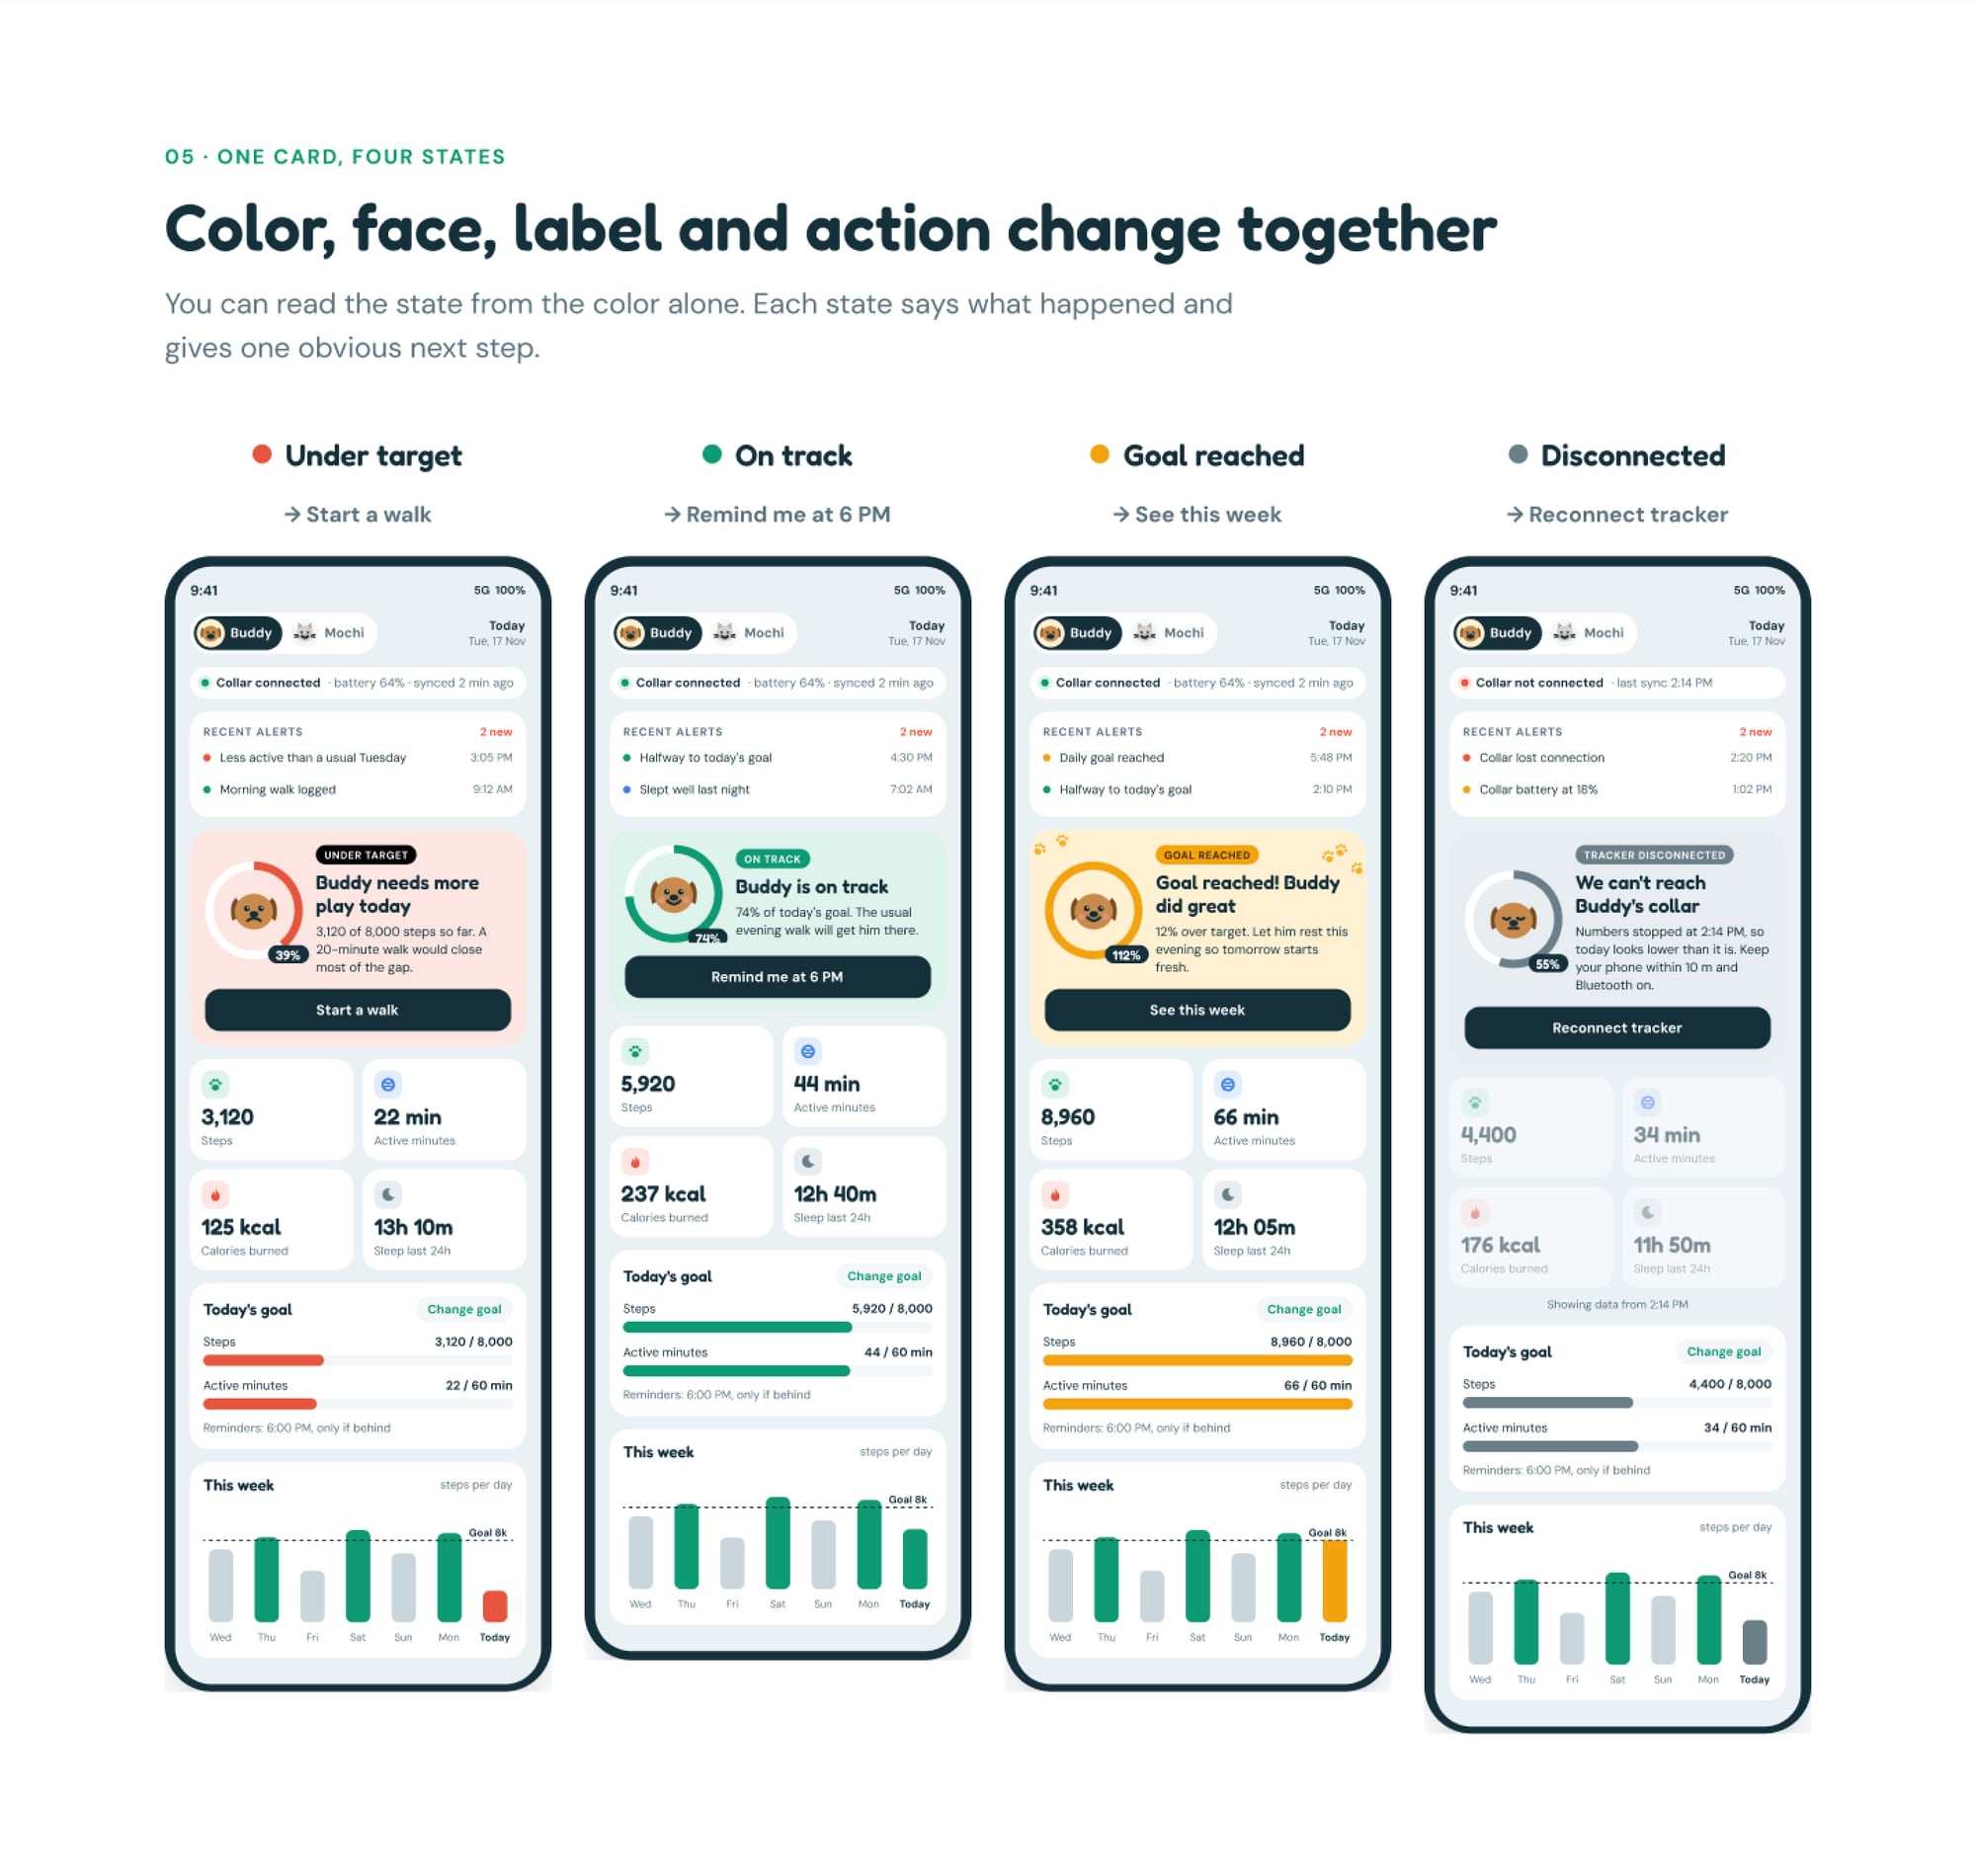 05 · ONE CARD, FOUR STATES
Color, face, label and action change together
You can read the state from the color alone. Each state says what happened and
gives one obvious next step.
Under target
→ Start a walk
9:41
5G 100%
Buddy
Mochi
Today
Tue, 17 Nov
Collar connected · battery 64% · synced 2 min ago
RECENT ALERTS
2 new
Less active than a usual Tuesday
3:05 PM
Morning walk logged
9:12 AM
UNDER TARGET
Buddy needs more
play today
3,120 of 8,000 steps so far. A
20-minute walk would close
most of the gap.
39%
Start a walk
3,120
Steps
22 min
Active minutes
125 kcal
Calories burned
13h 10m
Sleep last 24h
Today's goal
Change goal
Steps
3,120 / 8,000
Active minutes
22 / 60 min
Reminders: 6:00 PM, only if behind
This week
steps per day
Goal 8k
Wed Thu Fri Sat Sun Mon Today
On track
→ Remind me at 6 PM
9:41
5G 100%
Buddy
Mochi
Today
Tue, 17 Nov
Collar connected · battery 64% · synced 2 min ago
RECENT ALERTS
2 new
Halfway to today's goal
4:30 PM
Slept well last night
7:02 AM
ON TRACK
Buddy is on track
74% of today's goal. The usual
evening walk will get him there.
74%
Remind me at 6 PM
5,920
Steps
44 min
Active minutes
237 kcal
Calories burned
12h 40m
Sleep last 24h
Today's goal
Change goal
Steps
5,920 / 8,000
Active minutes
44 / 60 min
Reminders: 6:00 PM, only if behind
This week
steps per day
Goal 8k
Wed Thu Fri Sat Sun Mon Today
Goal reached
→ See this week
9:41
5G 100%
Buddy
Mochi
Today
Tue, 17 Nov
Collar connected · battery 64% · synced 2 min ago
RECENT ALERTS
2 new
Daily goal reached
5:48 PM
Halfway to today's goal
2:10 PM
GOAL REACHED
Goal reached! Buddy
did great
12% over target. Let him rest this
evening so tomorrow starts
fresh.
112%
See this week
8,960
Steps
66 min
Active minutes
358 kcal
Calories burned
12h 05m
Sleep last 24h
Today's goal
Change goal
Steps
8,960 / 8,000
Active minutes
66 / 60 min
Reminders: 6:00 PM, only if behind
This week
steps per day
Goal 8k
Wed Thu Fri Sat Sun Mon Today
Disconnected
→ Reconnect tracker
9:41
5G 100%
Buddy
Mochi
Today
Tue, 17 Nov
Collar not connected · last sync 2:14 PM
RECENT ALERTS
2 new
Collar lost connection
2:20 PM
Collar battery at 18%
1:02 PM
TRACKER DISCONNECTED
We can't reach
Buddy's collar
Numbers stopped at 2:14 PM, so
today looks lower than it is. Keep
your phone within 10 m and
Bluetooth on.
55%
Reconnect tracker
4,400
Steps
34 min
Active minutes
176 kcal
Calories burned
11h 50m
Sleep last 24h
Showing data from 2:14 PM
Today's goal
Change goal
Steps
4,400 / 8,000
Active minutes
34 / 60 min
Reminders: 6:00 PM, only if behind
This week
steps per day
Goal 8k
Wed Thu Fri Sat Sun Mon Today